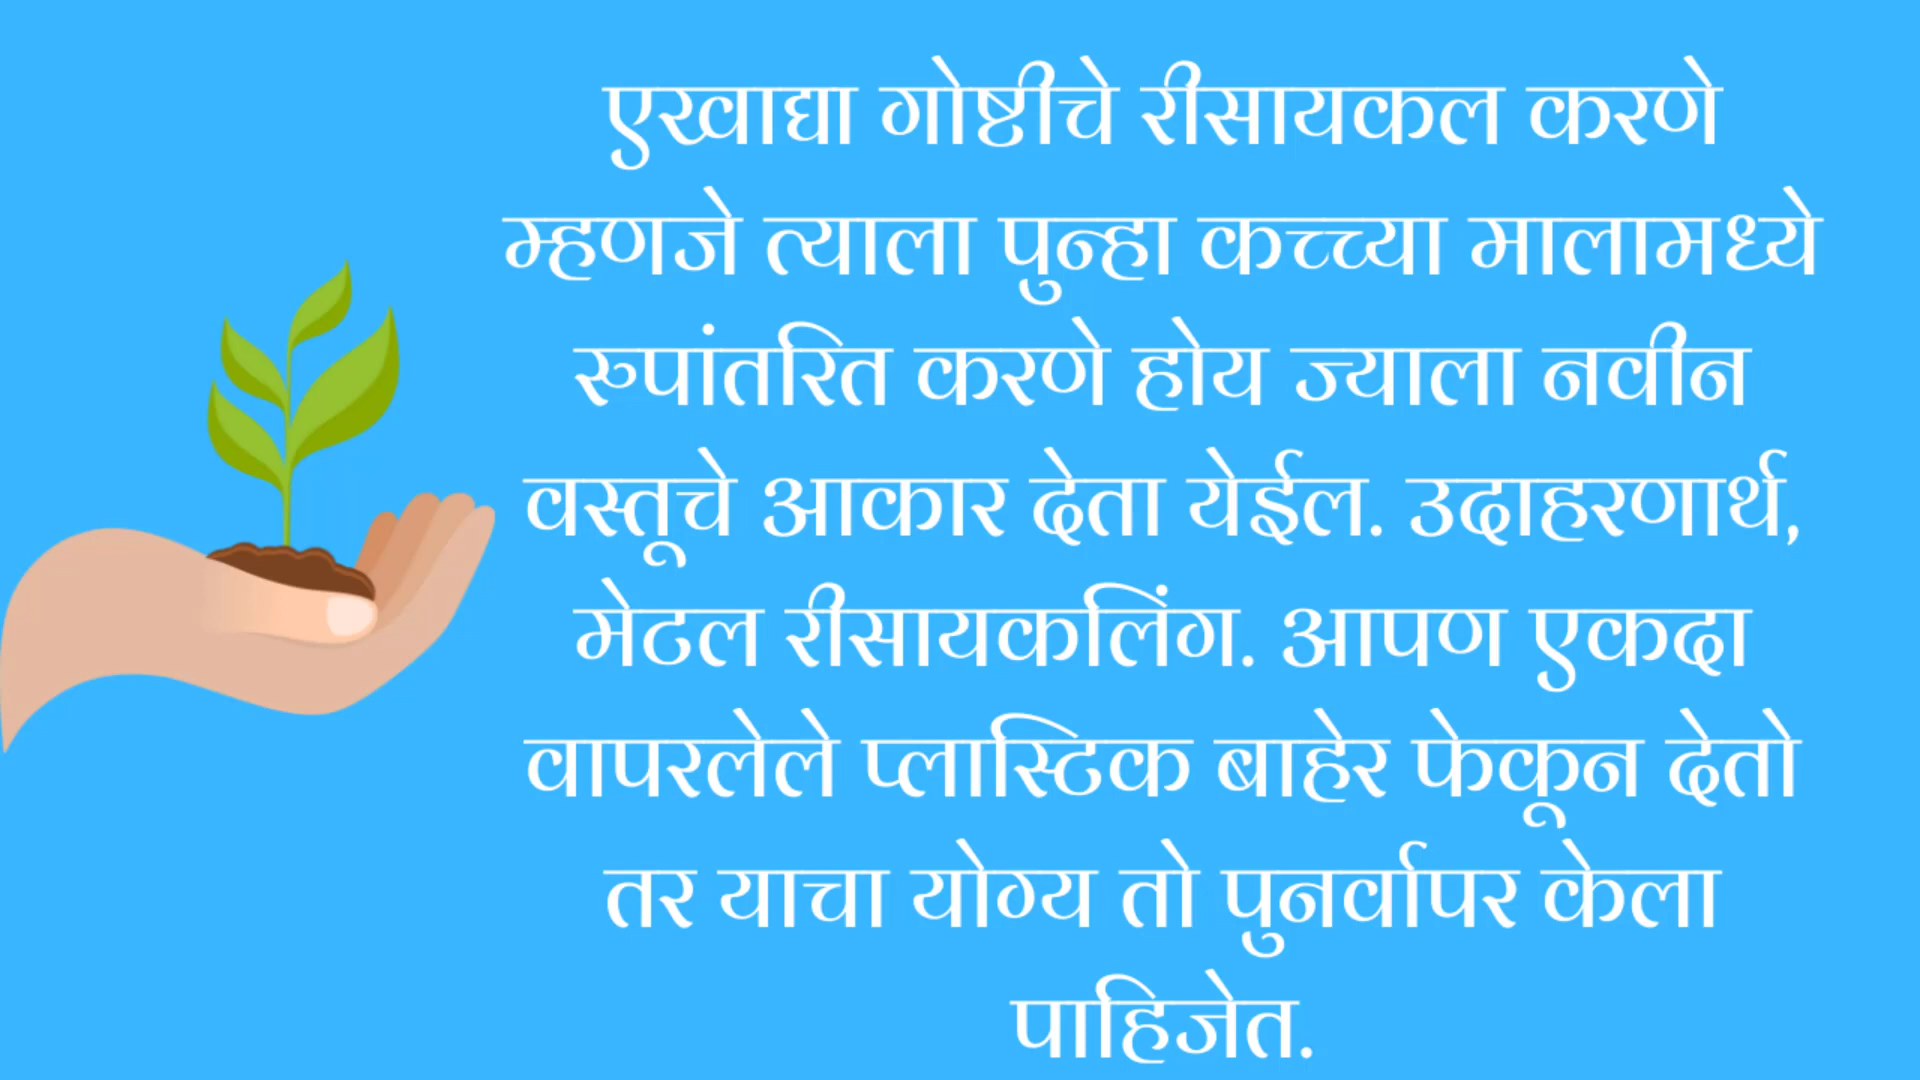 एखाद्या गोष्टीचे रीसायकल करणे
म्हणजे त्याला पुन्हा कच्च्या मालामध्ये
रुपांतरित करणे होय ज्याला नवीन
वस्तूचे आकार देता येईल. उदाहरणार्थ,
मेटल रीसायकलिंग. आपण एकदा
वापरलेले प्लास्टिक बाहेर फेकून देतो
तर याचा योग्य तो पुनर्वापर केला
पाहिजेत.